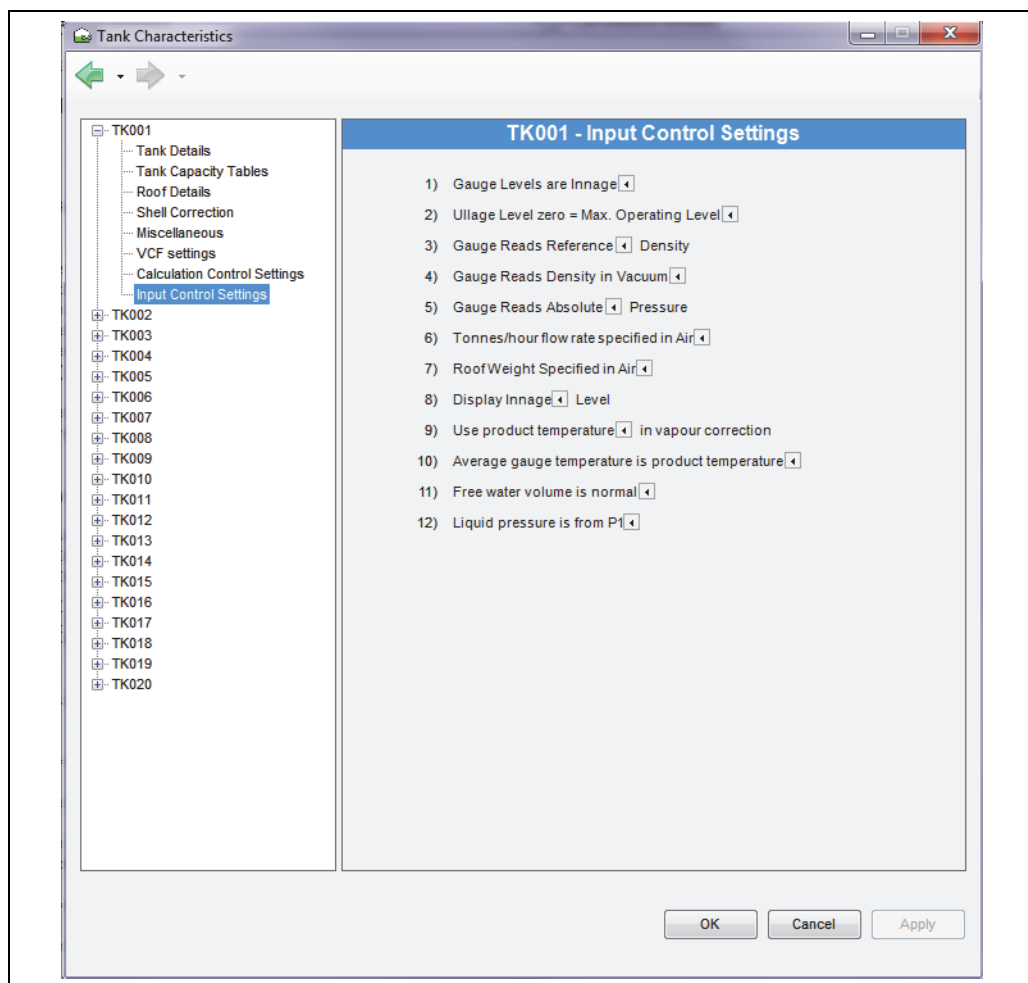 Tank Characteristics
TK001
Tank Details
Tank Capacity Tables
Roof Details
Shell Correction
Miscellaneous
VCF settings
Calculation Control Settings
Input Control Settings
TK002
TK003
TK004
TK005
TK006
TK007
TK008
TK009
TK010
TK011
TK012
TK013
TK014
TK015
TK016
TK017
TK018
TK019
TK020
TK001 - Input Control Settings
1) Gauge Levels are Innage
2) Ullage Level zero = Max. Operating Level
3) Gauge Reads Reference Density
4) Gauge Reads Density in Vacuum
5) Gauge Reads Absolute Pressure
6) Tonnes/hour flow rate specified in Air
7) Roof Weight Specified in Air
8) Display Innage Level
9) Use product temperature in vapour correction
10) Average gauge temperature is product temperature
11) Free water volume is normal
12) Liquid pressure is from P1
OK Cancel Apply